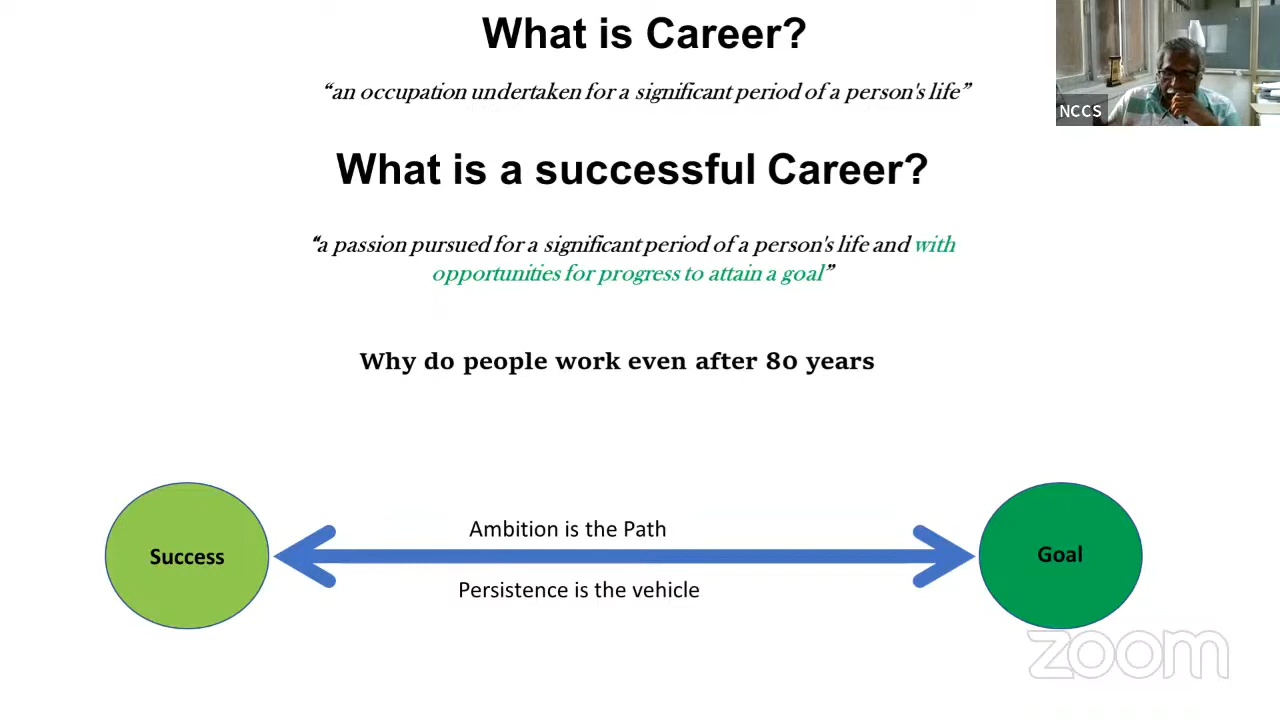 What is Career?
“an occupation undertaken for a significant period of a person's life”
NCCS
What is a successful Career?
“a passion pursued for a significant period of a person's life and with
opportunities for progress to attain a goal”
Why do people work even after 80 years
Ambition is the Path
Success
Goal
Persistence is the vehicle
zoom